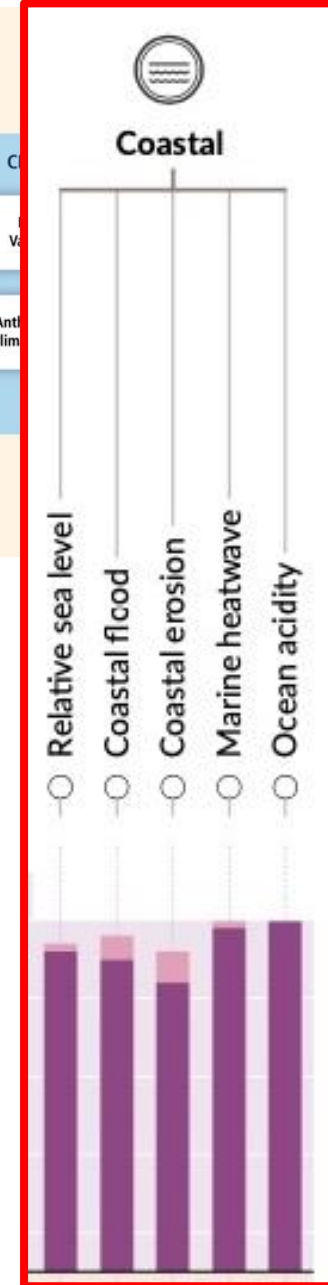 Coastal
Relative sea level
Coastal flood
Coastal erosion
Marine heatwave
Ocean acidity